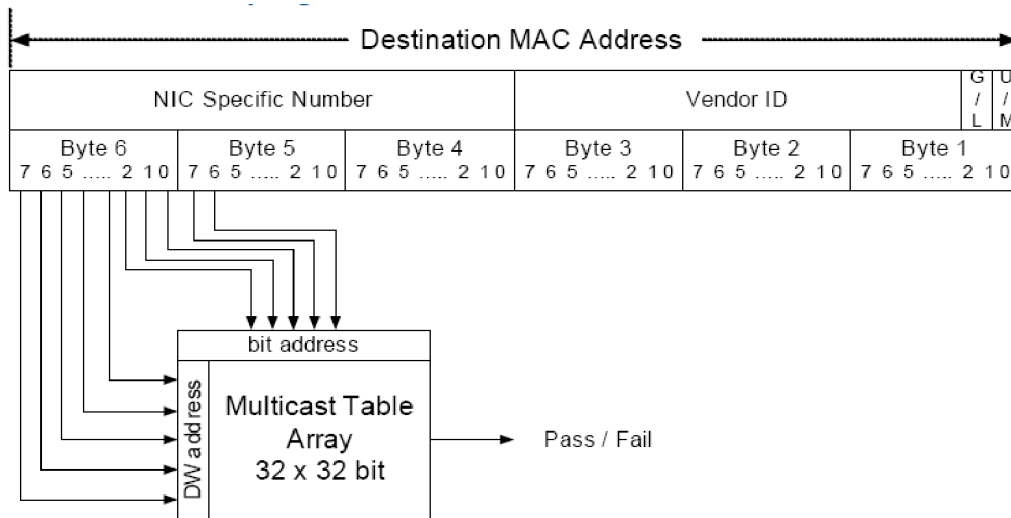 Destination MAC Address
NIC Specific Number Vendor ID G / L U / M
Byte 6 Byte 5 Byte 4 Byte 3 Byte 2 Byte 1
7 6 5 ..... 2 1 0 7 6 5 ..... 2 1 0 7 6 5 ..... 2 1 0 7 6 5 ..... 2 1 0 7 6 5 ..... 2 1 0 7 6 5 ..... 2 1 0
bit address
DW address
Multicast Table
Array
32 x 32 bit
Pass / Fail